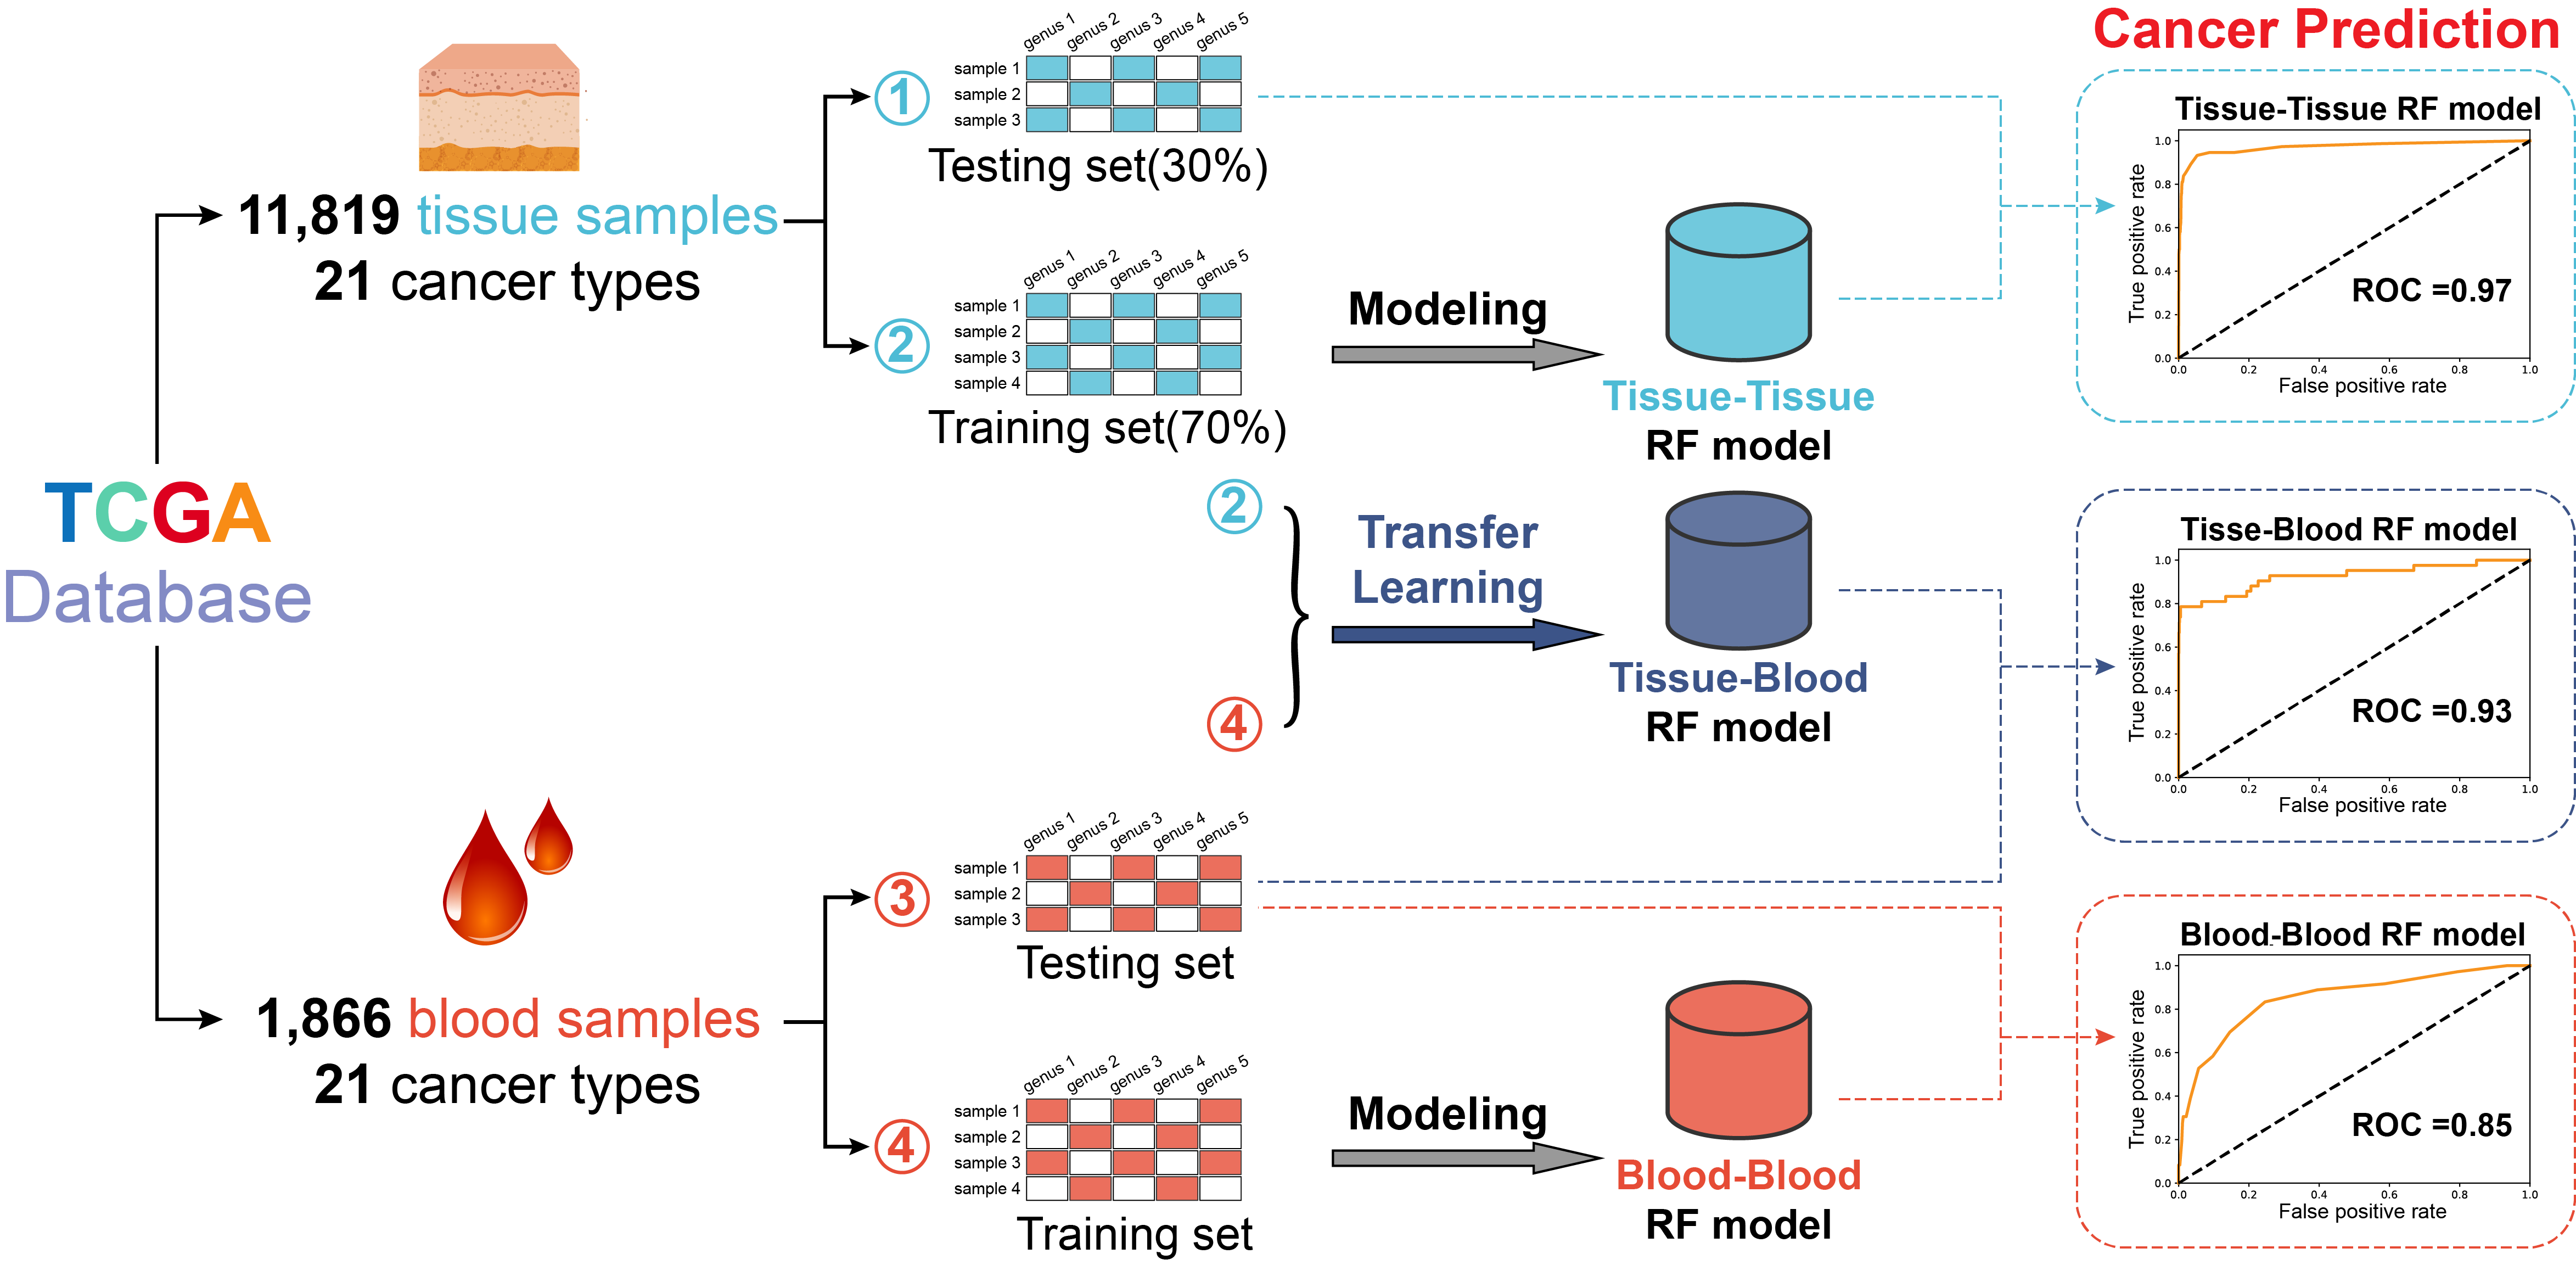 TCGA
Database
11,819 tissue samples
21 cancer types
1,866 blood samples
21 cancer types
1
genus 1 genus 2 genus 3 genus 4 genus 5
sample 1
sample 2
sample 3
Testing set(30%)
2
genus 1 genus 2 genus 3 genus 4 genus 5
sample 1
sample 2
sample 3
sample 4
Training set(70%)
Modeling
Tissue-Tissue
RF model
2
4
Transfer
Learning
Tissue-Blood
RF model
3
genus 1 genus 2 genus 3 genus 4 genus 5
sample 1
sample 2
sample 3
Testing set
4
genus 1 genus 2 genus 3 genus 4 genus 5
sample 1
sample 2
sample 3
sample 4
Training set
Modeling
Blood-Blood
RF model
Cancer Prediction
Tissue-Tissue RF model
True positive rate
1.0
0.8
0.6
0.4
0.2
0.0
ROC =0.97
0.0 0.2 0.4 0.6 0.8 1.0
False positive rate
Tisse-Blood RF model
True positive rate
1.0
0.8
0.6
0.4
0.2
0.0
ROC =0.93
0.0 0.2 0.4 0.6 0.8 1.0
False positive rate
Blood-Blood RF model
True positive rate
1.0
0.8
0.6
0.4
0.2
0.0
ROC =0.85
0.0 0.2 0.4 0.6 0.8 1.0
False positive rate